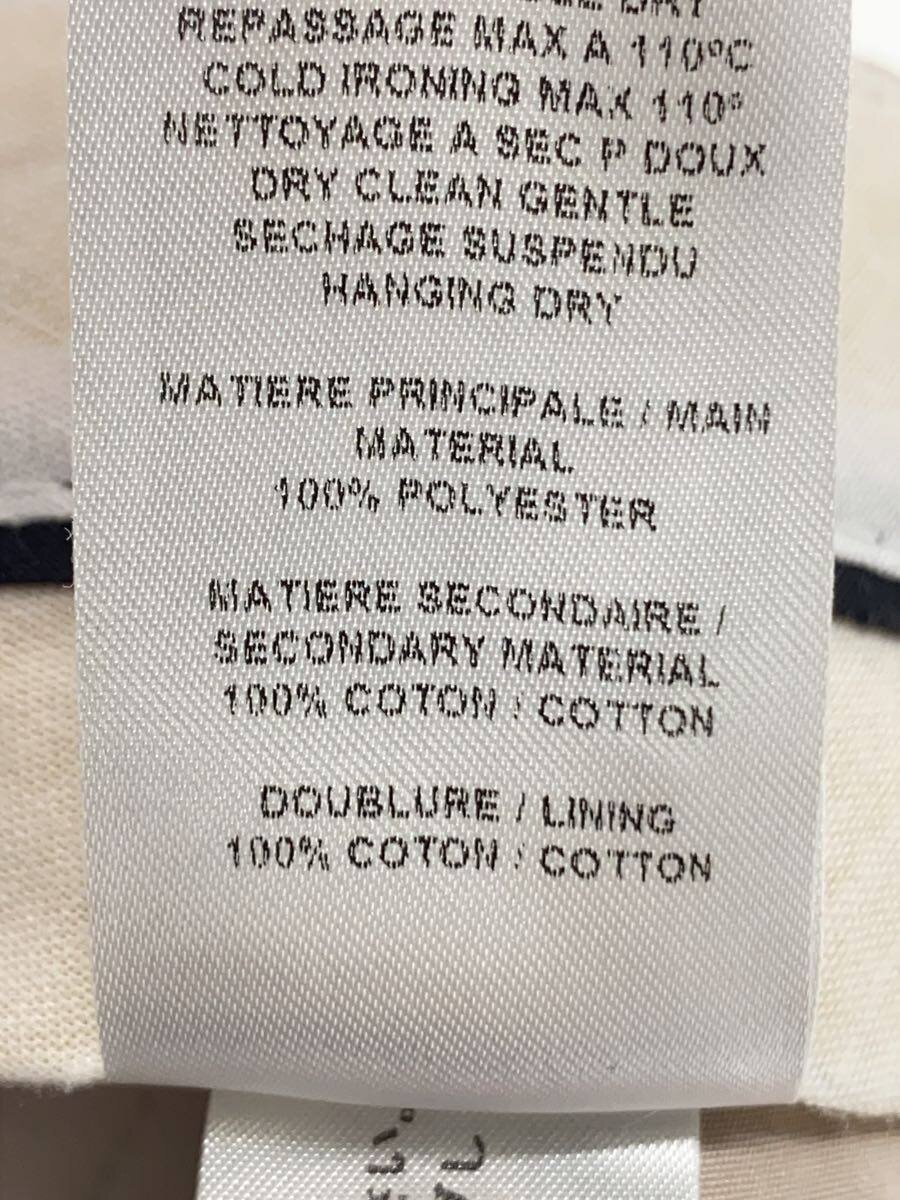 DRY
REPASSAGE MAX A 110°C
COLD IRONING MAX 110°
NETTOYAGE A SEC P DOUX
DRY CLEAN GENTLE
SECHAGE SUSPENDU
HANGING DRY
MATIERE PRINCIPALE / MAIN
MATERIAL
100% POLYESTER
MATIERE SECONDAIRE /
SECONDARY MATERIAL
100% COTON / COTTON
DOUBLURE / LINING
100% COTON / COTTON